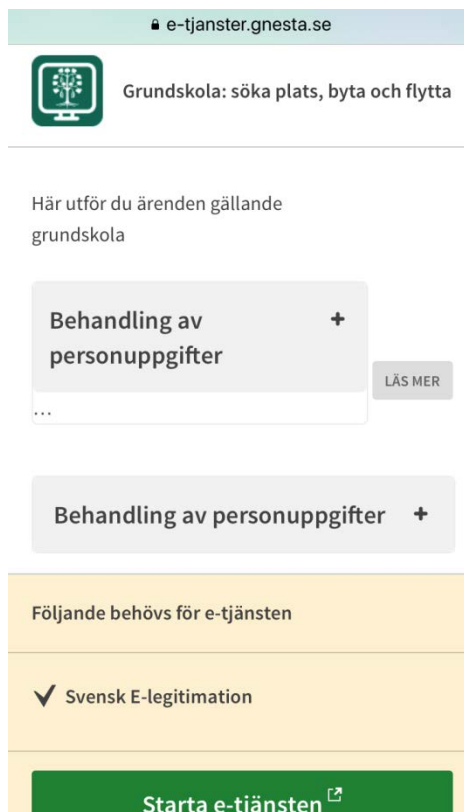 e-tjanster.gnesta.se
Grundskola: söka plats, byta och flytta
Här utför du ärenden gällande
grundskola
Behandling av
personuppgifter
+
LÄS MER
...
Behandling av personuppgifter +
Följande behövs för e-tjänsten
Svensk E-legitimation
Starta e-tjänsten